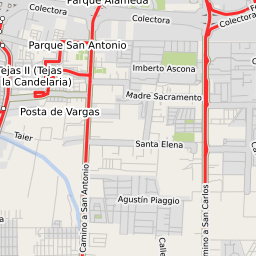 Parque Alameda
Colectora
Colectora
Parque San Antonio
Imberto Ascona
Tejas II (Tejas
la Candelaria)
Madre Sacramento
Posta de Vargas
Taier
Santa Elena
Agustín Piaggio
Camino a San Antonio
Camino a San Carlos
Calle